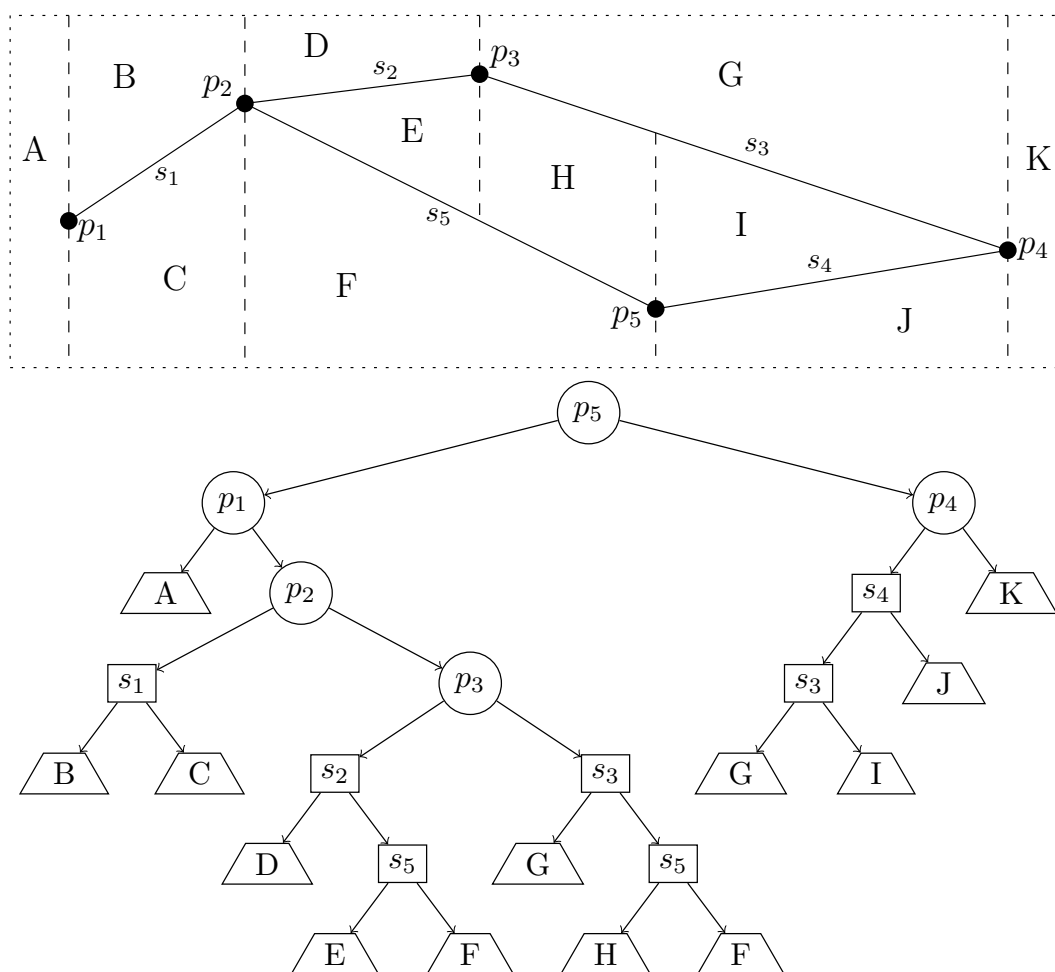 D
p₃
B
s₂
G
p₂
E
A
s₃
K
s₁
H
s₅
p₁
I
p₄
C
F
s₄
p₅
J
p₅
p₁ p₄
A p₂ s₄ K
s₁ p₃ s₃ J
B C s₂ s₃ G I
D s₅ G s₅
E F H F